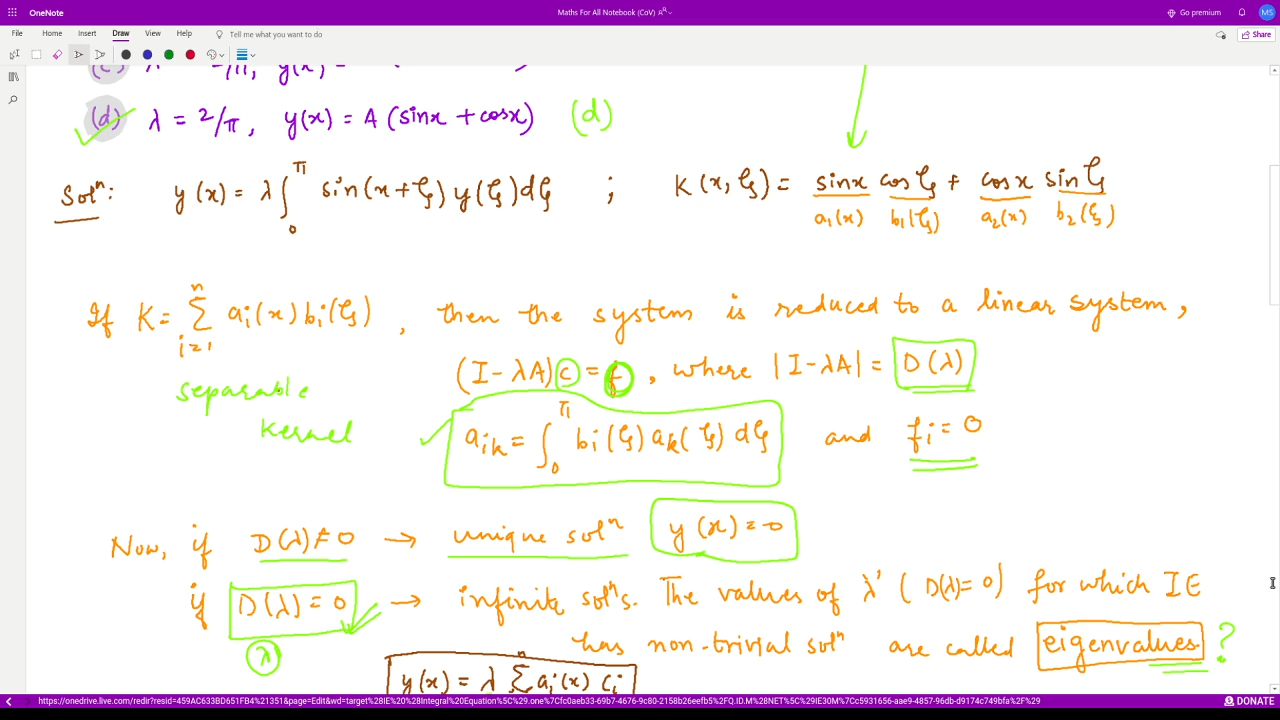 OneNote
Maths For All Notebook (CoV)
Go premium
MS
File Home Insert Draw View Help Tell me what you want to do
Share
(d) λ = 2/π, y(x) = A (sinx + cosx) (d)
Solⁿ: y(x) = λ ∫₀^π sin(x+ξ) y(ξ) dξ ; K(x, ξ) = sinx cosξ + cosx sinξ
a₁(x) b₁(ξ) a₂(x) b₂(ξ)
If K = Σᵢ₌₁ⁿ aᵢ(x) bᵢ(ξ) , then the system is reduced to a linear system,
(I - λA) c = f , where |I - λA| = D(λ)
separable
kernel
aᵢₖ = ∫₀^π bᵢ(ξ) aₖ(ξ) dξ and fᵢ = 0
Now, if D(λ) ≠ 0 → unique solⁿ y(x) = 0
if D(λ) = 0 → infinite solⁿs. The values of λ' ( D(λ) = 0) for which IE
has non-trivial solⁿ are called eigenvalues. ?
λ
y(x) = λ Σⁿ aᵢ(x) cᵢ
DONATE